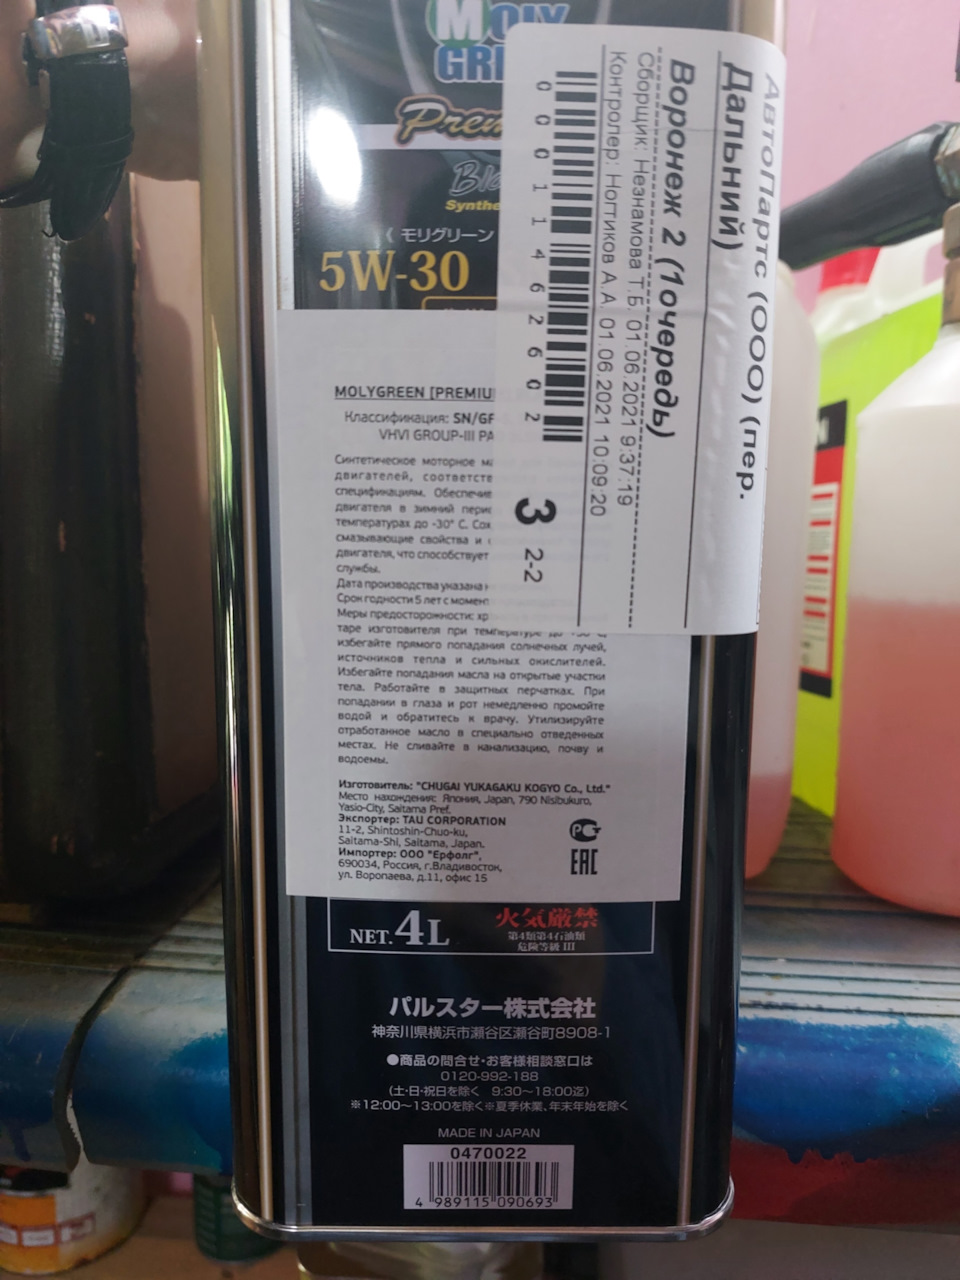 MOLY
GRE
Prem
Synthe
《 モリグリーン
5W-30
MOLYGREEN [PREMIU
Классификация: SN/GF
VHVI GROUP-III PA
Синтетическое моторное ма
двигателей, соответств
спецификациям. Обеспечив
двигателя в зимний перио
температурах до -30° С. Сох
смазывающие свойства и
двигателя, что способствует
службы.
Дата производства указана н
Срок годности 5 лет с момен
Меры предосторожности: хр
таре изготовителя при температуре до
избегайте прямого попадания солнечных лучей,
источников тепла и сильных окислителей.
Избегайте попадания масла на открытые участки
тела. Работайте в защитных перчатках. При
попадании в глаза и рот немедленно промойте
водой и обратитесь к врачу. Утилизируйте
отработанное масло в специально отведенных
местах. Не сливайте в канализацию, почву и
водоемы.
Изготовитель: "CHUGAI YUKAGAKU KOGYO Co., Ltd."
Место нахождения: Япония, Japan, 790 Nisibukuro,
Yasio-City, Saitama Pref.
Экспортер: TAU CORPORATION
11-2, Shintoshin-Chuo-ku,
Saitama-Shi, Saitama, Japan.
Импортер: ООО "Ерфолг",
690034, Россия, г.Владивосток,
ул. Воропаева, д.11, офис 15
РС
EAC
АвтоПартс (ООО) (пер.
Дальний)
Воронеж 2 (1очередь)
Сборщик: Незнамова Т.Б. 01.06.2021 9:37:19
Контролер: Ногтиков А.А. 01.06.2021 10:09:20
0001146260 2
3 2-2
NET. 4L
火気厳禁
第4類第4石油類
危険等級 III
パルスター株式会社
神奈川県横浜市瀬谷区瀬谷町8908-1
●商品の問合せ・お客様相談窓口は
0120-992-188
(土・日・祝日を除く 9:30〜18:00迄)
※12:00〜13:00を除く※夏季休業、年末年始を除く
MADE IN JAPAN
0470022
4 989115 090693